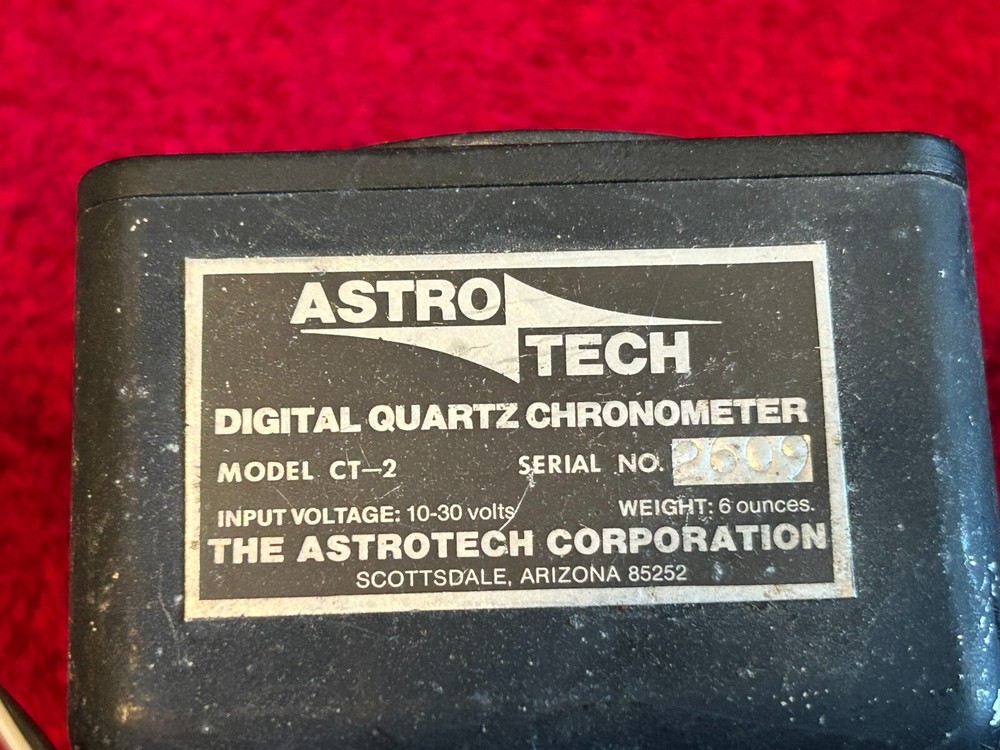 ASTRO
TECH
DIGITAL QUARTZ CHRONOMETER
MODEL CT-2 SERIAL NO. 2609
INPUT VOLTAGE: 10-30 volts WEIGHT: 6 ounces.
THE ASTROTECH CORPORATION
SCOTTSDALE, ARIZONA 85252